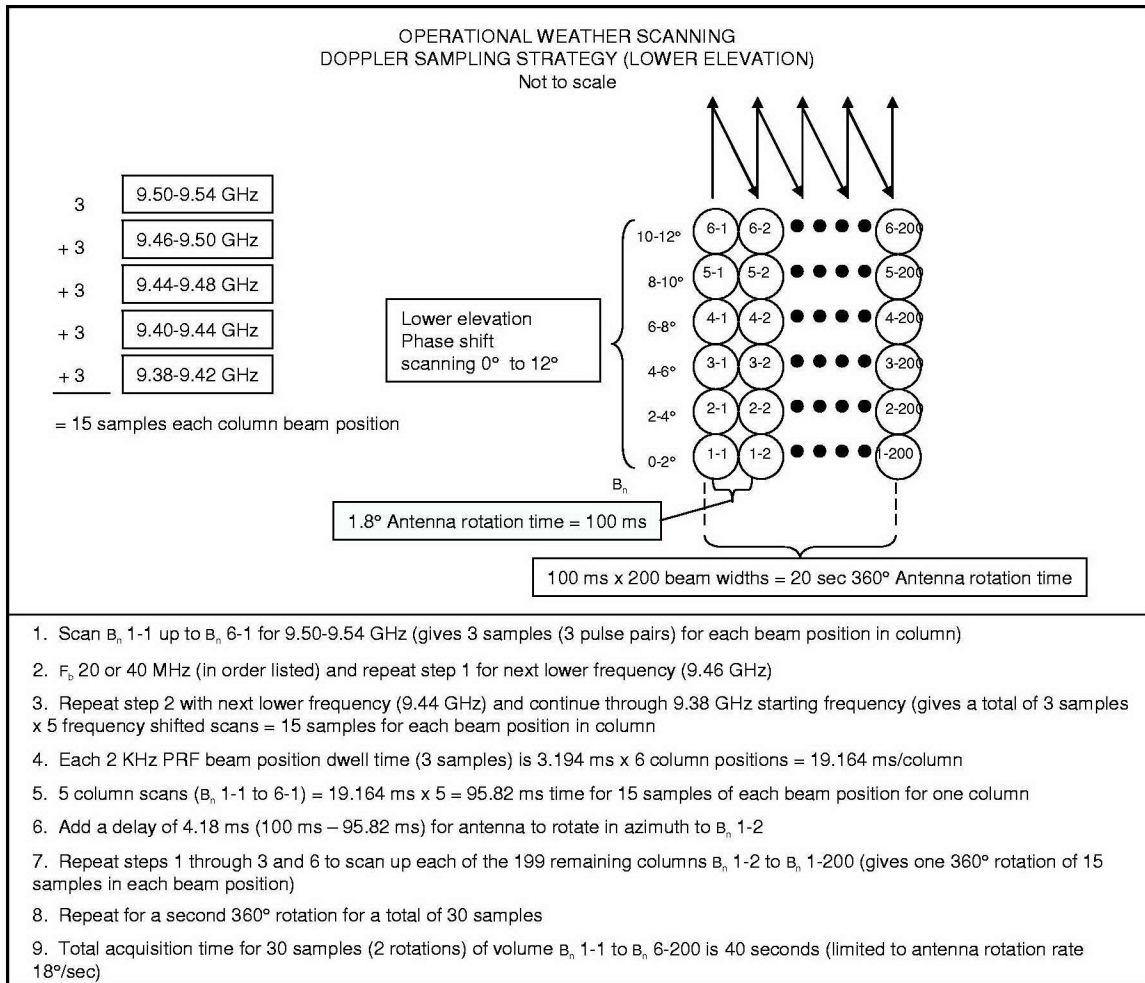 OPERATIONAL WEATHER SCANNING
DOPPLER SAMPLING STRATEGY (LOWER ELEVATION)
Not to scale
3 9.50-9.54 GHz
+ 3 9.46-9.50 GHz
+ 3 9.44-9.48 GHz
+ 3 9.40-9.44 GHz
+ 3 9.38-9.42 GHz
= 15 samples each column beam position
Lower elevation
Phase shift
scanning 0° to 12°
10-12° 6-1 6-2 6-200
8-10° 5-1 5-2 5-200
6-8° 4-1 4-2 4-200
4-6° 3-1 3-2 3-200
2-4° 2-1 2-2 2-200
0-2° 1-1 1-2 1-200
Bn
1.8° Antenna rotation time = 100 ms
100 ms x 200 beam widths = 20 sec 360° Antenna rotation time
1. Scan Bn 1-1 up to Bn 6-1 for 9.50-9.54 GHz (gives 3 samples (3 pulse pairs) for each beam position in column)
2. Fb 20 or 40 MHz (in order listed) and repeat step 1 for next lower frequency (9.46 GHz)
3. Repeat step 2 with next lower frequency (9.44 GHz) and continue through 9.38 GHz starting frequency (gives a total of 3 samples
x 5 frequency shifted scans = 15 samples for each beam position in column
4. Each 2 KHz PRF beam position dwell time (3 samples) is 3.194 ms x 6 column positions = 19.164 ms/column
5. 5 column scans (Bn 1-1 to 6-1) = 19.164 ms x 5 = 95.82 ms time for 15 samples of each beam position for one column
6. Add a delay of 4.18 ms (100 ms – 95.82 ms) for antenna to rotate in azimuth to Bn 1-2
7. Repeat steps 1 through 3 and 6 to scan up each of the 199 remaining columns Bn 1-2 to Bn 1-200 (gives one 360° rotation of 15
samples in each beam position)
8. Repeat for a second 360° rotation for a total of 30 samples
9. Total acquisition time for 30 samples (2 rotations) of volume Bn 1-1 to Bn 6-200 is 40 seconds (limited to antenna rotation rate
18°/sec)